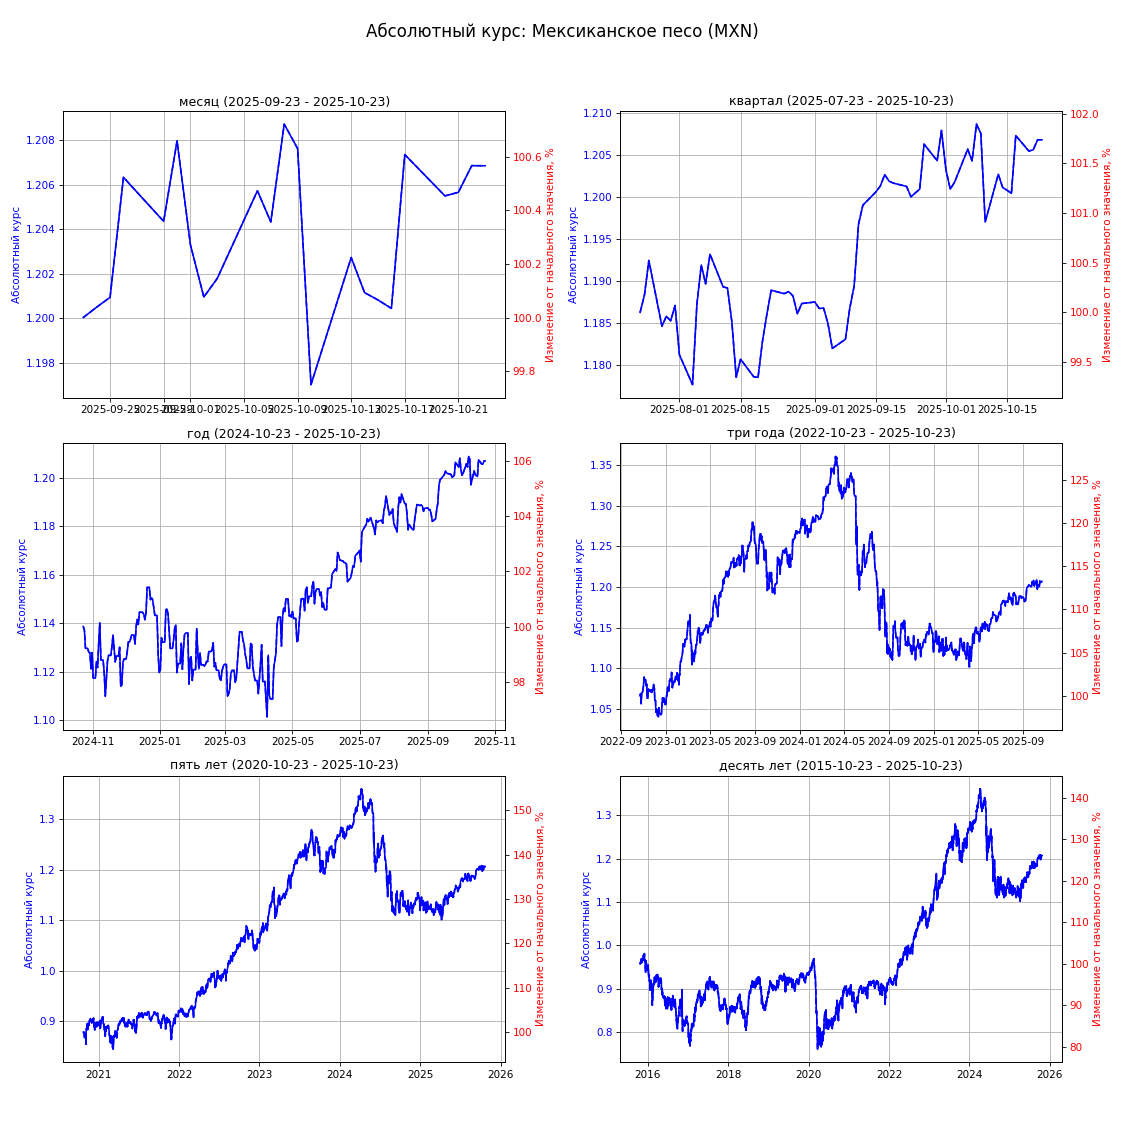 Абсолютный курс: Мексиканское песо (MXN)
месяц (2025-09-23 - 2025-10-23)
Абсолютный курс
1.208
1.206
1.204
1.202
1.200
1.198
100.6
100.4
100.2
100.0
99.8
Изменение от начального значения, %
2025-09-25 2025-09-29 2025-10-01 2025-10-05 2025-10-09 2025-10-13 2025-10-17 2025-10-21
квартал (2025-07-23 - 2025-10-23)
Абсолютный курс
1.210
1.205
1.200
1.195
1.190
1.185
1.180
102.0
101.5
101.0
100.5
100.0
99.5
Изменение от начального значения, %
2025-08-01 2025-08-15 2025-09-01 2025-09-15 2025-10-01 2025-10-15
год (2024-10-23 - 2025-10-23)
Абсолютный курс
1.20
1.18
1.16
1.14
1.12
1.10
106
104
102
100
98
Изменение от начального значения, %
2024-11 2025-01 2025-03 2025-05 2025-07 2025-09 2025-11
три года (2022-10-23 - 2025-10-23)
Абсолютный курс
1.35
1.30
1.25
1.20
1.15
1.10
1.05
125
120
115
110
105
100
Изменение от начального значения, %
2022-09 2023-01 2023-05 2023-09 2024-01 2024-05 2024-09 2025-01 2025-05 2025-09
пять лет (2020-10-23 - 2025-10-23)
Абсолютный курс
1.3
1.2
1.1
1.0
0.9
150
140
130
120
110
100
Изменение от начального значения, %
2021 2022 2023 2024 2025 2026
десять лет (2015-10-23 - 2025-10-23)
Абсолютный курс
1.3
1.2
1.1
1.0
0.9
0.8
140
130
120
110
100
90
80
Изменение от начального значения, %
2016 2018 2020 2022 2024 2026